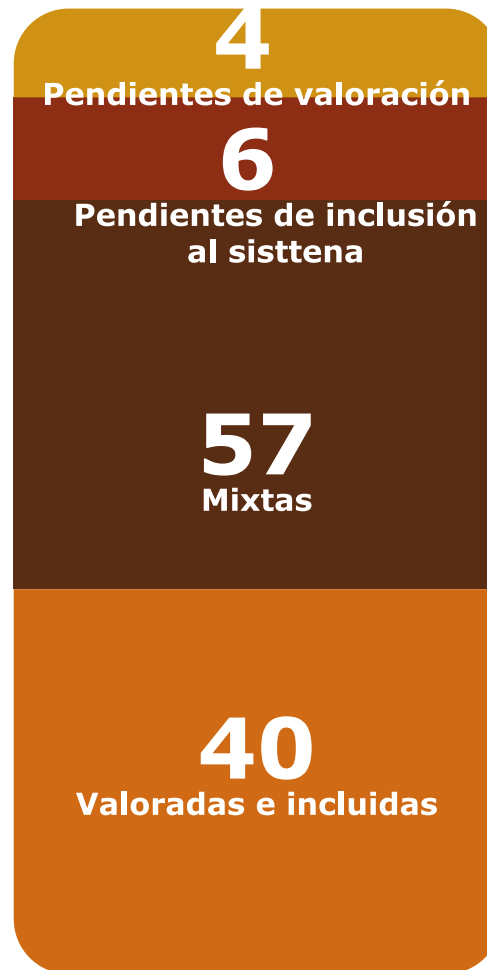 4
Pendientes de valoración
6
Pendientes de inclusión
al sisttena
57
Mixtas
40
Valoradas e incluidas